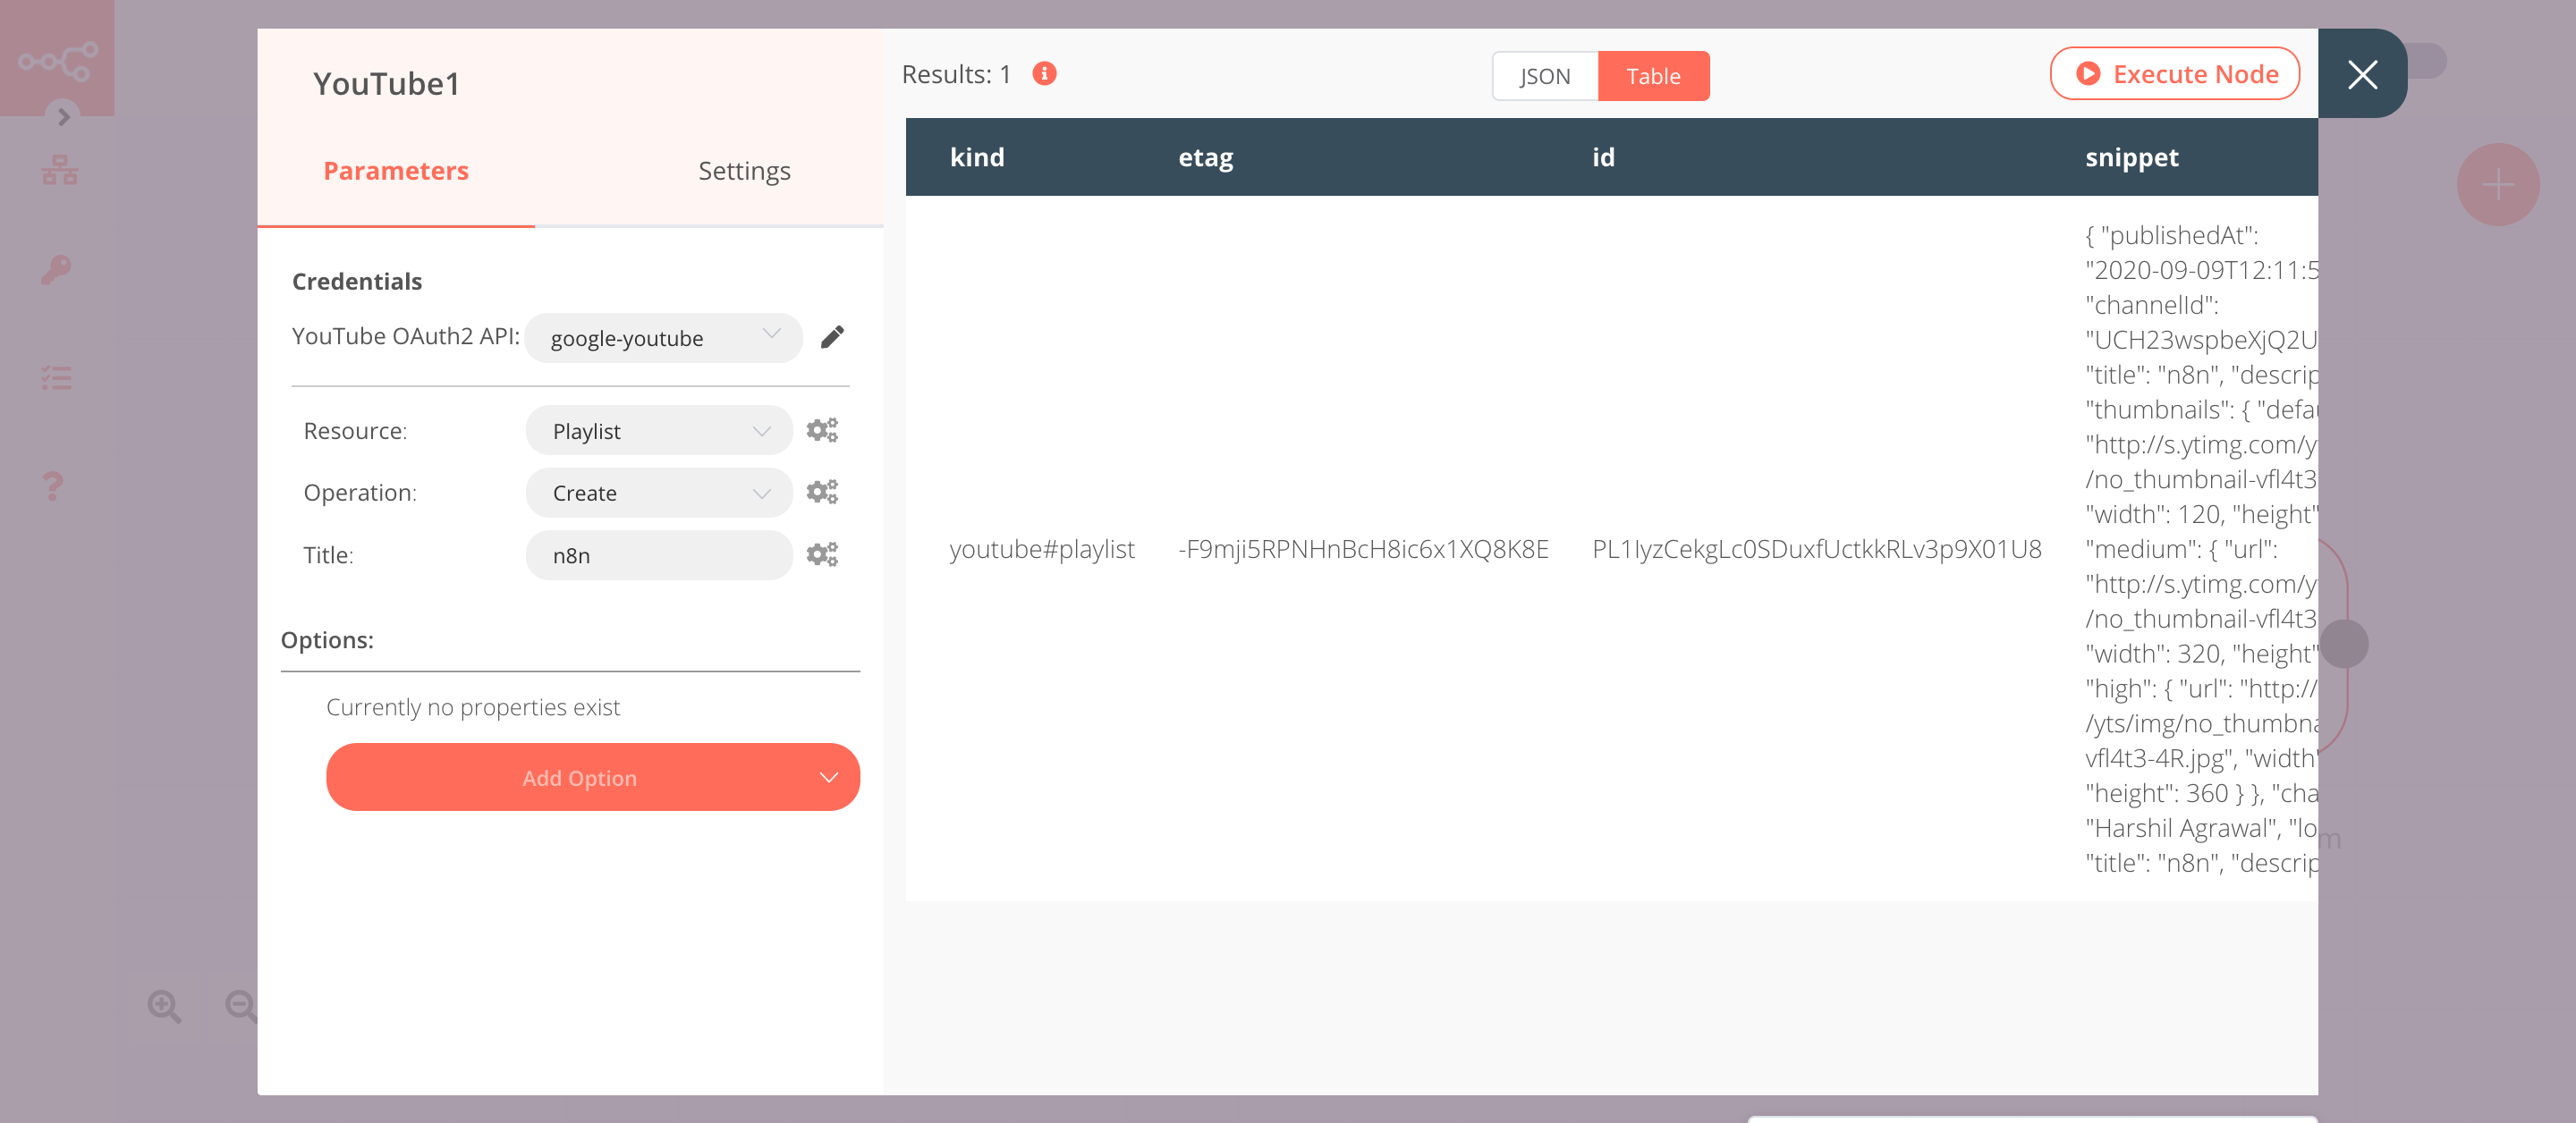 YouTube1
Parameters
Settings
Credentials
YouTube OAuth2 API:
google-youtube
Resource:
Playlist
Operation:
Create
Title:
n8n
Options:
Currently no properties exist
Add Option
Results: 1
JSON
Table
Execute Node
kind
etag
id
snippet
youtube#playlist
-F9mji5RPNHnBcH8ic6x1XQ8K8E
{ "publishedAt":
"2020-09-09T12:11:5
"channelId":
"UCH23wspbeXjQ2U
"title": "n8n", "descrip
"thumbnails": { "defau
"http://s.ytimg.com/y
/no_thumbnail-vfl4t3
"width": 120, "height"
"medium": { "url":
"http://s.ytimg.com/y
/no_thumbnail-vfl4t3
"width": 320, "height"
"high": { "url": "http://
/yts/img/no_thumbna
vfl4t3-4R.jpg", "width"
"height": 360 } }, "cha
"Harshil Agrawal", "lo
"title": "n8n", "descrip